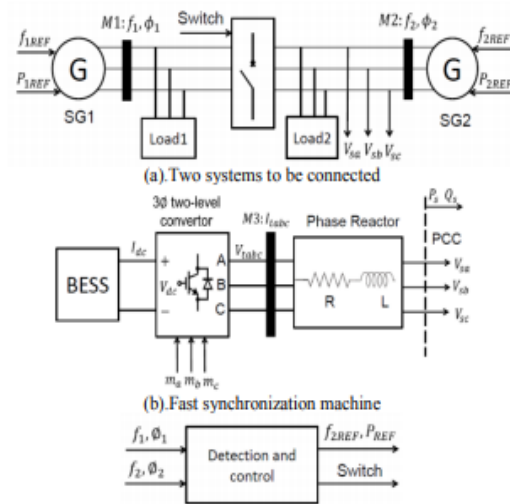 Switch
f₁REF
M1: f₁, ϕ₁
M2: f₂, ϕ₂
f₂REF
G
G
P₁REF
P₂REF
SG1
SG2
Load1
Load2
Vsa Vsb Vsc
(a).Two systems to be connected
3ø two-level
convertor
M3: Itabc
Phase Reactor
Ps Qs
PCC
BESS
Idc
+
Vdc
−
A
B
C
Vtabc
R L
Vsa
Vsb
Vsc
ma mb mc
(b).Fast synchronization machine
f₁, Ø₁
f₂, Ø₂
Detection and
control
f₂REF, PREF
Switch